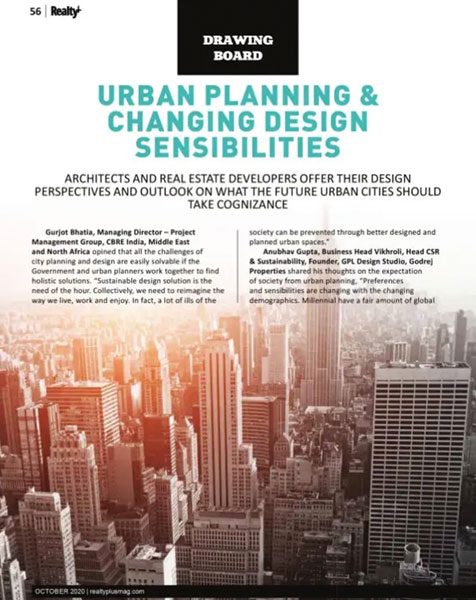 56 | Realty+
DRAWING
BOARD
URBAN PLANNING &
CHANGING DESIGN
SENSIBILITIES
ARCHITECTS AND REAL ESTATE DEVELOPERS OFFER THEIR DESIGN
PERSPECTIVES AND OUTLOOK ON WHAT THE FUTURE URBAN CITIES SHOULD
TAKE COGNIZANCE
Gurjot Bhatia, Managing Director – Project
Management Group, CBRE India, Middle East
and North Africa opined that all the challenges of
city planning and design are easily solvable if the
Government and urban planners work together to find
holistic solutions. “Sustainable design solution is the
need of the hour. Collectively, we need to reimagine the
way we live, work and enjoy. In fact, a lot of ills of the
society can be prevented through better designed and
planned urban spaces.”
Anubhav Gupta, Business Head Vikhroli, Head CSR
& Sustainability, Founder, GPL Design Studio, Godrej
Properties shared his thoughts on the expectation
of society from urban planning, “Preferences
and sensibilities are changing with the changing
demographics. Millennial have a fair amount of global
OCTOBER 2020 | realtyplusmag.com